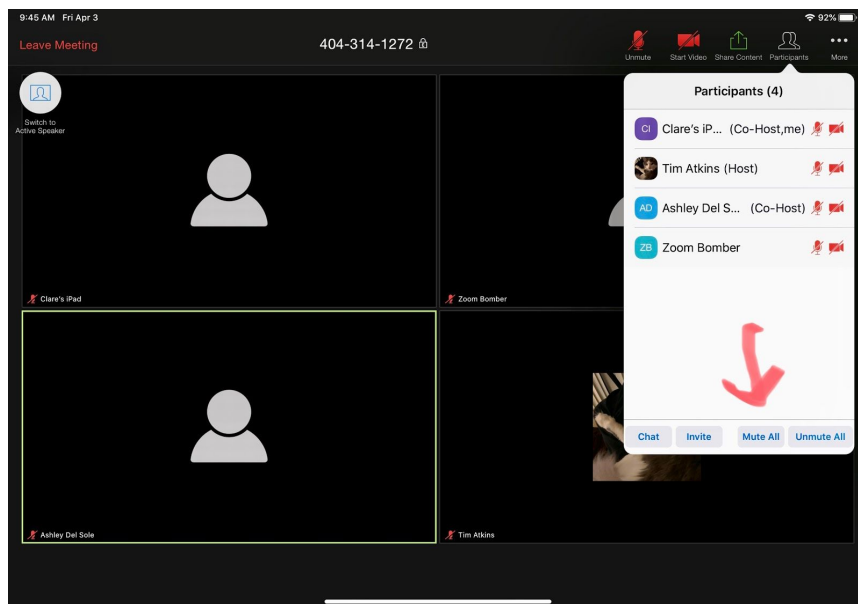 9:45 AM Fri Apr 3
92%
Leave Meeting
404-314-1272
Unmute
Start Video
Share Content
Participants
More
Switch to
Active Speaker
Participants (4)
CI Clare’s iP... (Co-Host,me)
Tim Atkins (Host)
AD Ashley Del S... (Co-Host)
ZB Zoom Bomber
Clare's iPad
Zoom Bomber
Chat
Invite
Mute All
Unmute All
Ashley Del Sole
Tim Atkins